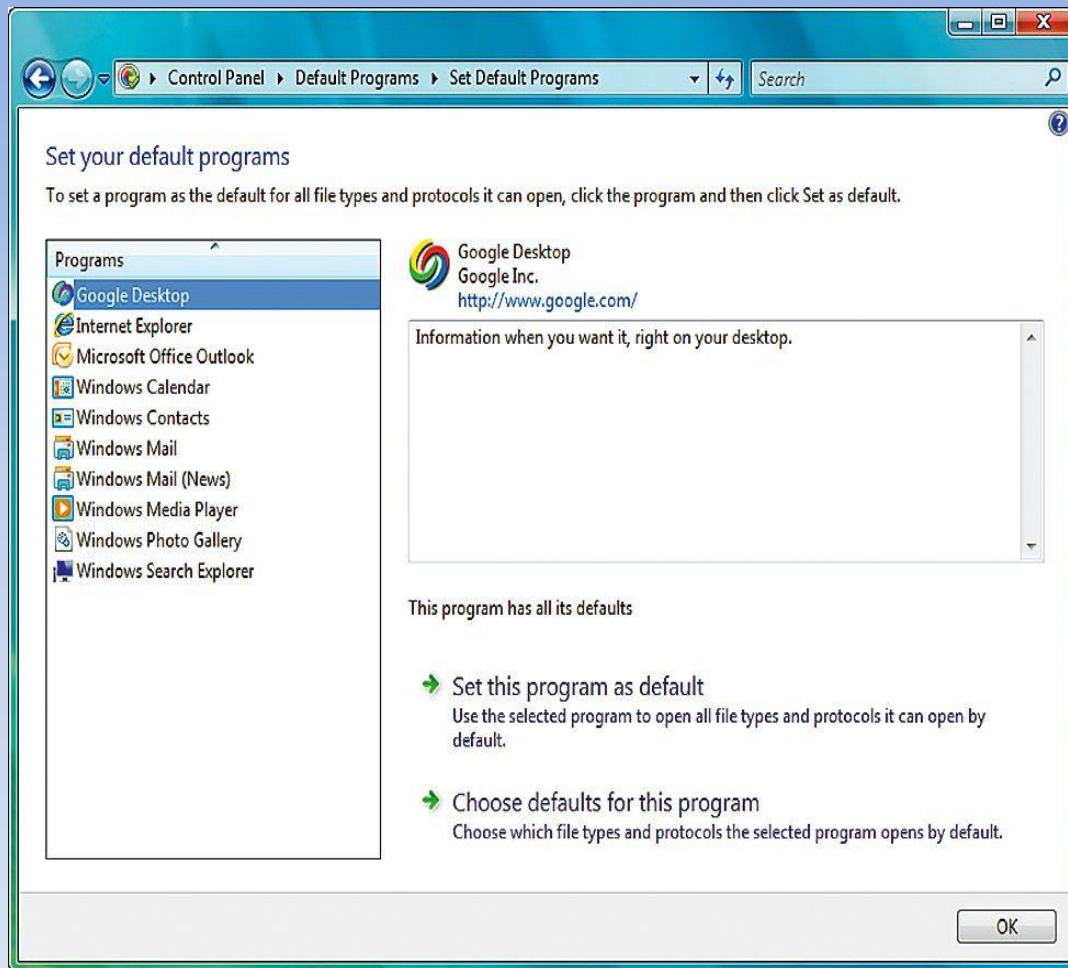 Control Panel Default Programs Set Default Programs
Search
Set your default programs
To set a program as the default for all file types and protocols it can open, click the program and then click Set as default.
Programs
Google Desktop
Internet Explorer
Microsoft Office Outlook
Windows Calendar
Windows Contacts
Windows Mail
Windows Mail (News)
Windows Media Player
Windows Photo Gallery
Windows Search Explorer
Google Desktop
Google Inc.
http://www.google.com/
Information when you want it, right on your desktop.
This program has all its defaults
Set this program as default
Use the selected program to open all file types and protocols it can open by
default.
Choose defaults for this program
Choose which file types and protocols the selected program opens by default.
OK